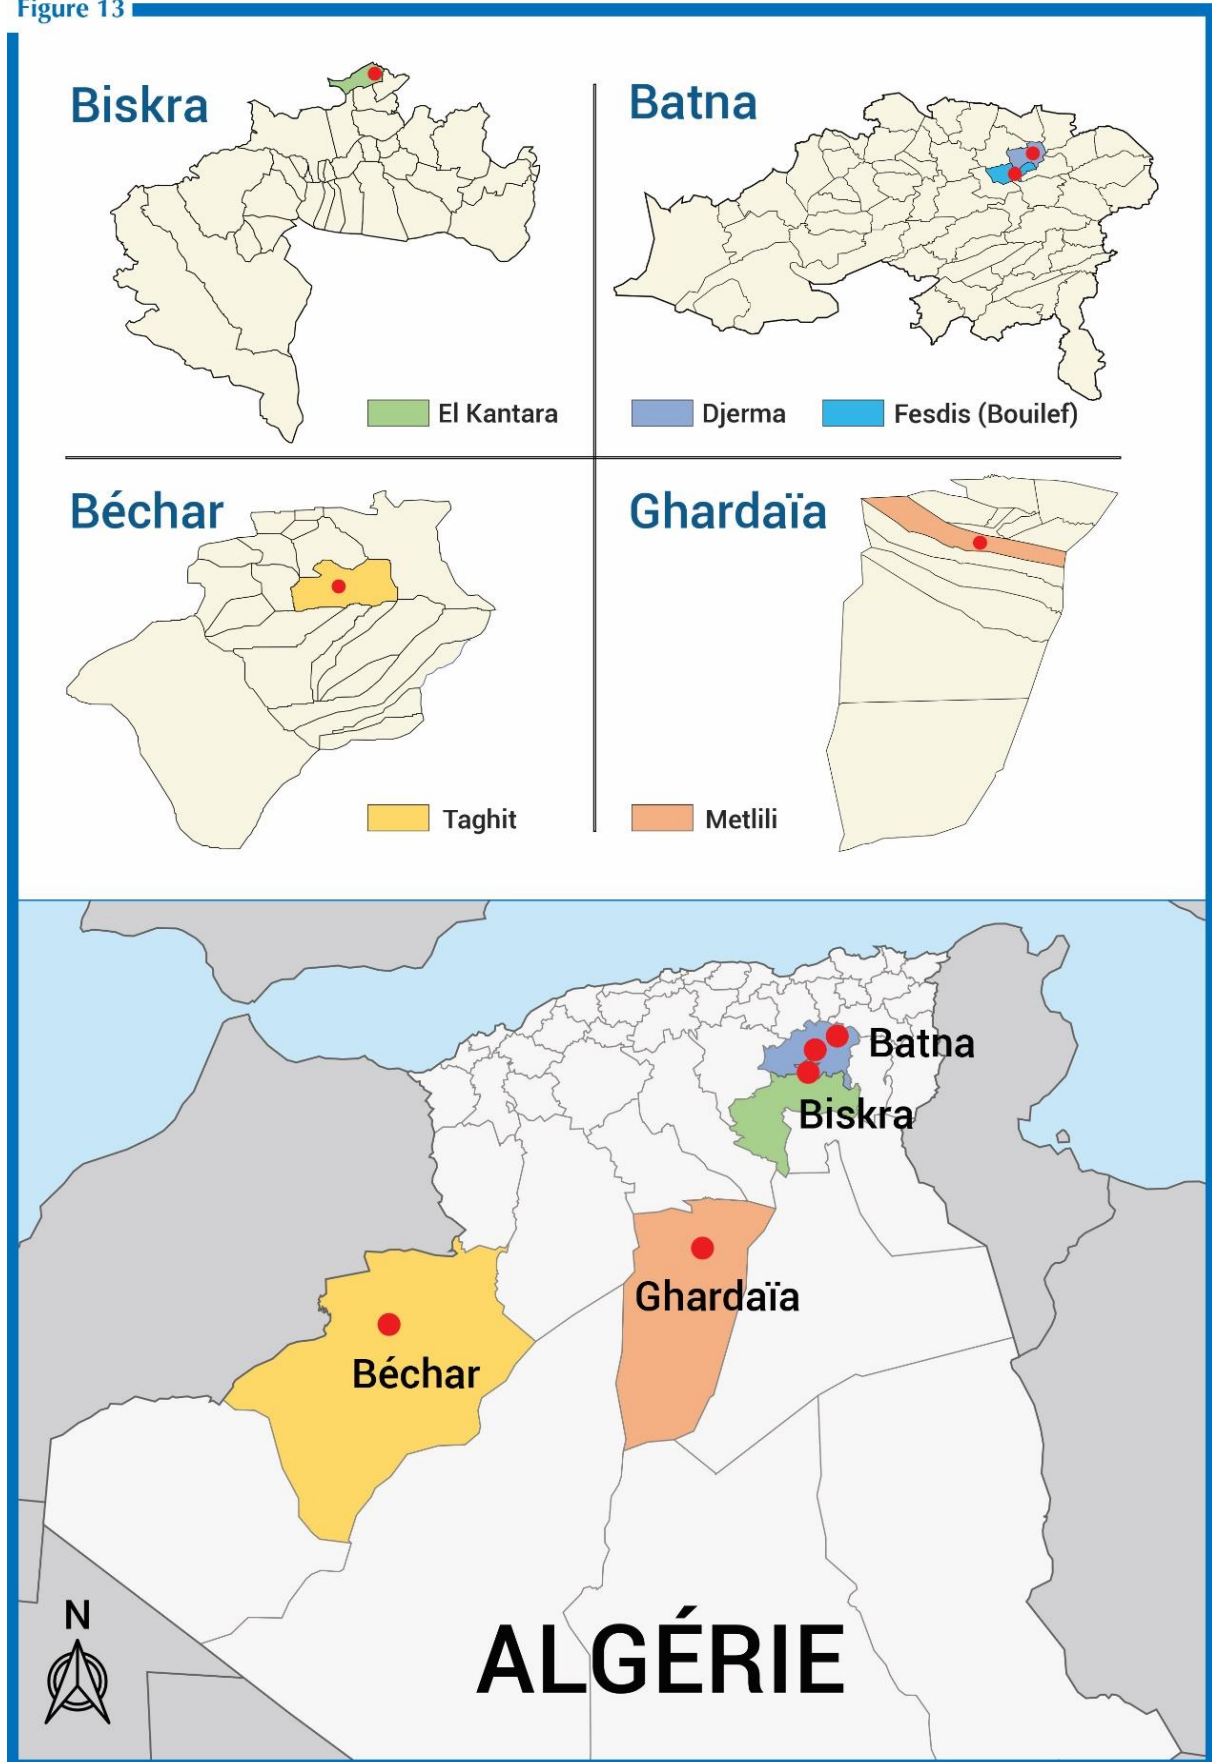 Figure 13
Biskra
El Kantara
Batna
Djerma
Fesdis (Bouilef)
Béchar
Taghit
Ghardaïa
Metlili
Batna
Biskra
Ghardaïa
Béchar
N
ALGÉRIE